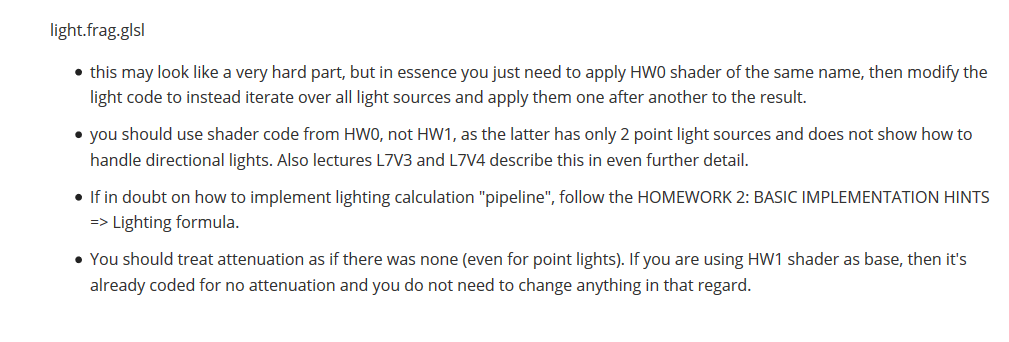 light.frag.glsl
• this may look like a very hard part, but in essence you just need to apply HW0 shader of the same name, then modify the
light code to instead iterate over all light sources and apply them one after another to the result.
• you should use shader code from HW0, not HW1, as the latter has only 2 point light sources and does not show how to
handle directional lights. Also lectures L7V3 and L7V4 describe this in even further detail.
• If in doubt on how to implement lighting calculation "pipeline", follow the HOMEWORK 2: BASIC IMPLEMENTATION HINTS
=> Lighting formula.
• You should treat attenuation as if there was none (even for point lights). If you are using HW1 shader as base, then it's
already coded for no attenuation and you do not need to change anything in that regard.